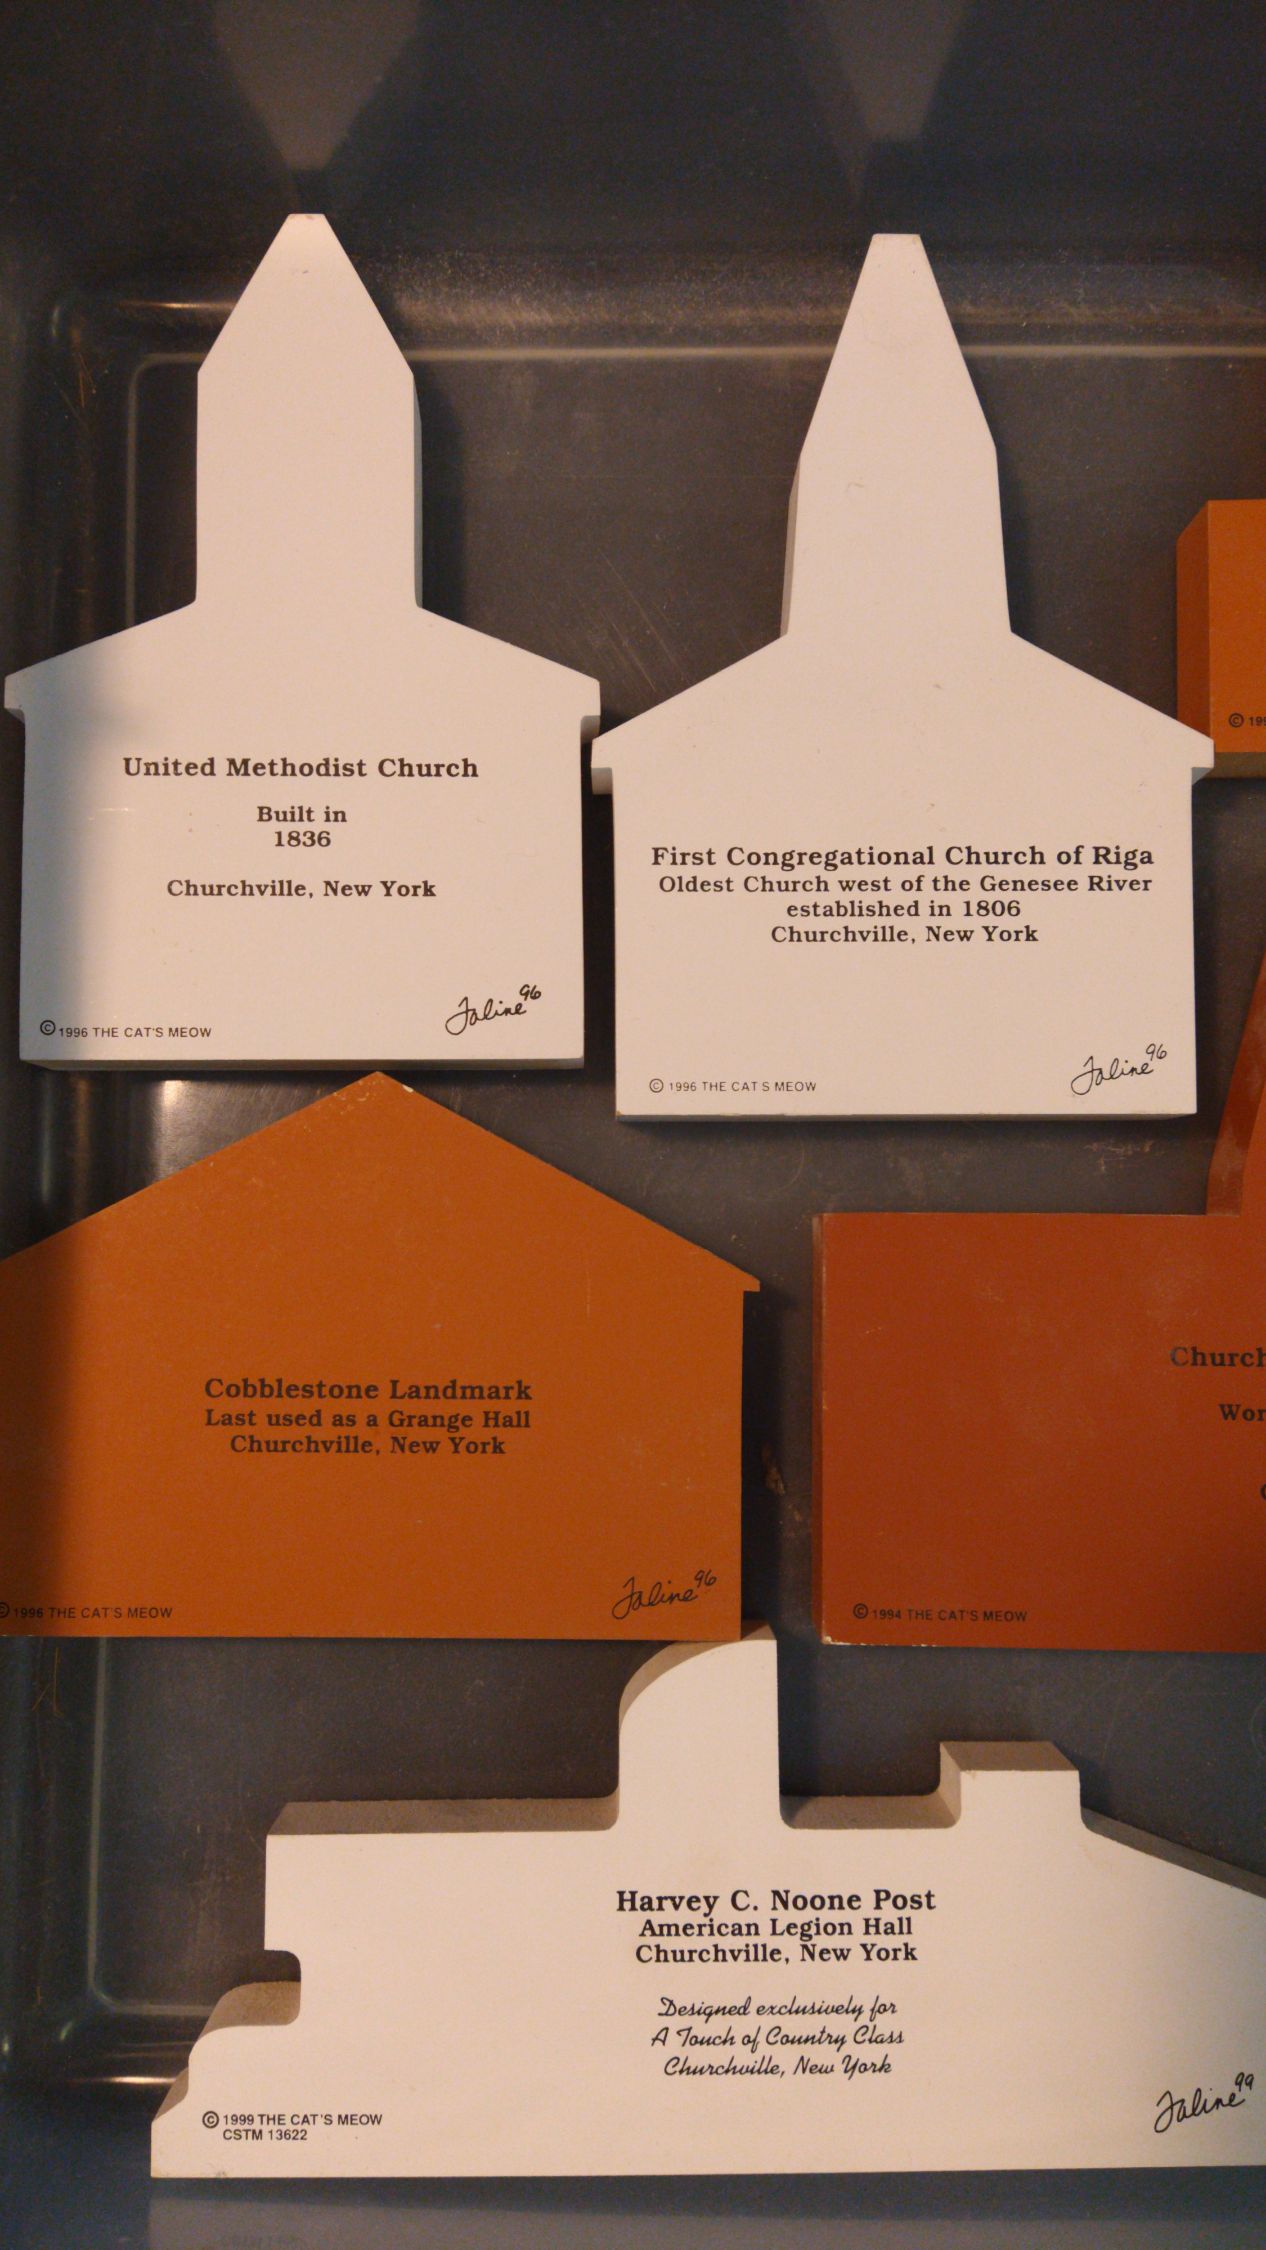 United Methodist Church
Built in
1836
Churchville, New York
Faline 96
© 1996 THE CAT'S MEOW
First Congregational Church of Riga
Oldest Church west of the Genesee River
established in 1806
Churchville, New York
Faline 96
© 1996 THE CAT'S MEOW
©
Cobblestone Landmark
Last used as a Grange Hall
Churchville, New York
Faline 96
© 1996 THE CAT'S MEOW
Church
© 1994 THE CAT'S MEOW
Harvey C. Noone Post
American Legion Hall
Churchville, New York
Designed exclusively for
A Touch of Country Class
Churchville, New York
Faline 99
© 1999 THE CAT'S MEOW
CSTM 13622